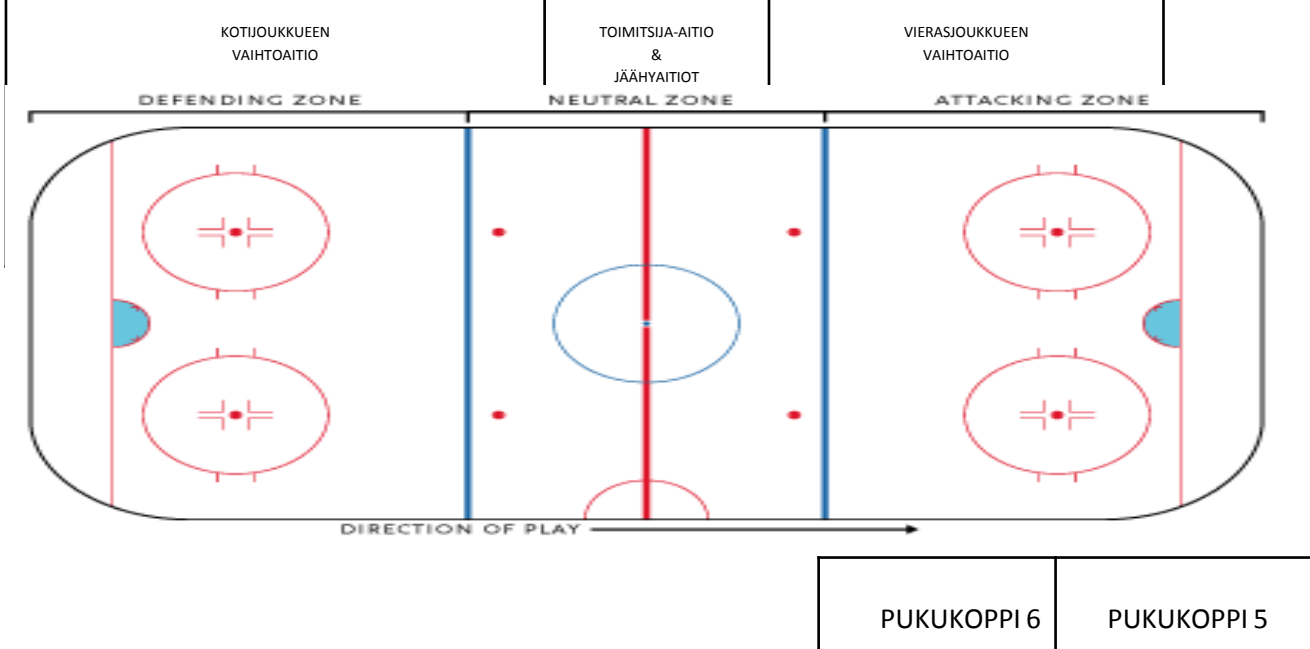 KOTIJOUKKUEEN
VAIHTOAITIO
TOIMITSIJA-AITIO
&
JÄÄHYAITIOT
VIERASJOUKKUEEN
VAIHTOAITIO
DEFENDING ZONE
NEUTRAL ZONE
ATTACKING ZONE
DIRECTION OF PLAY
PUKUKOPPI 6
PUKUKOPPI 5